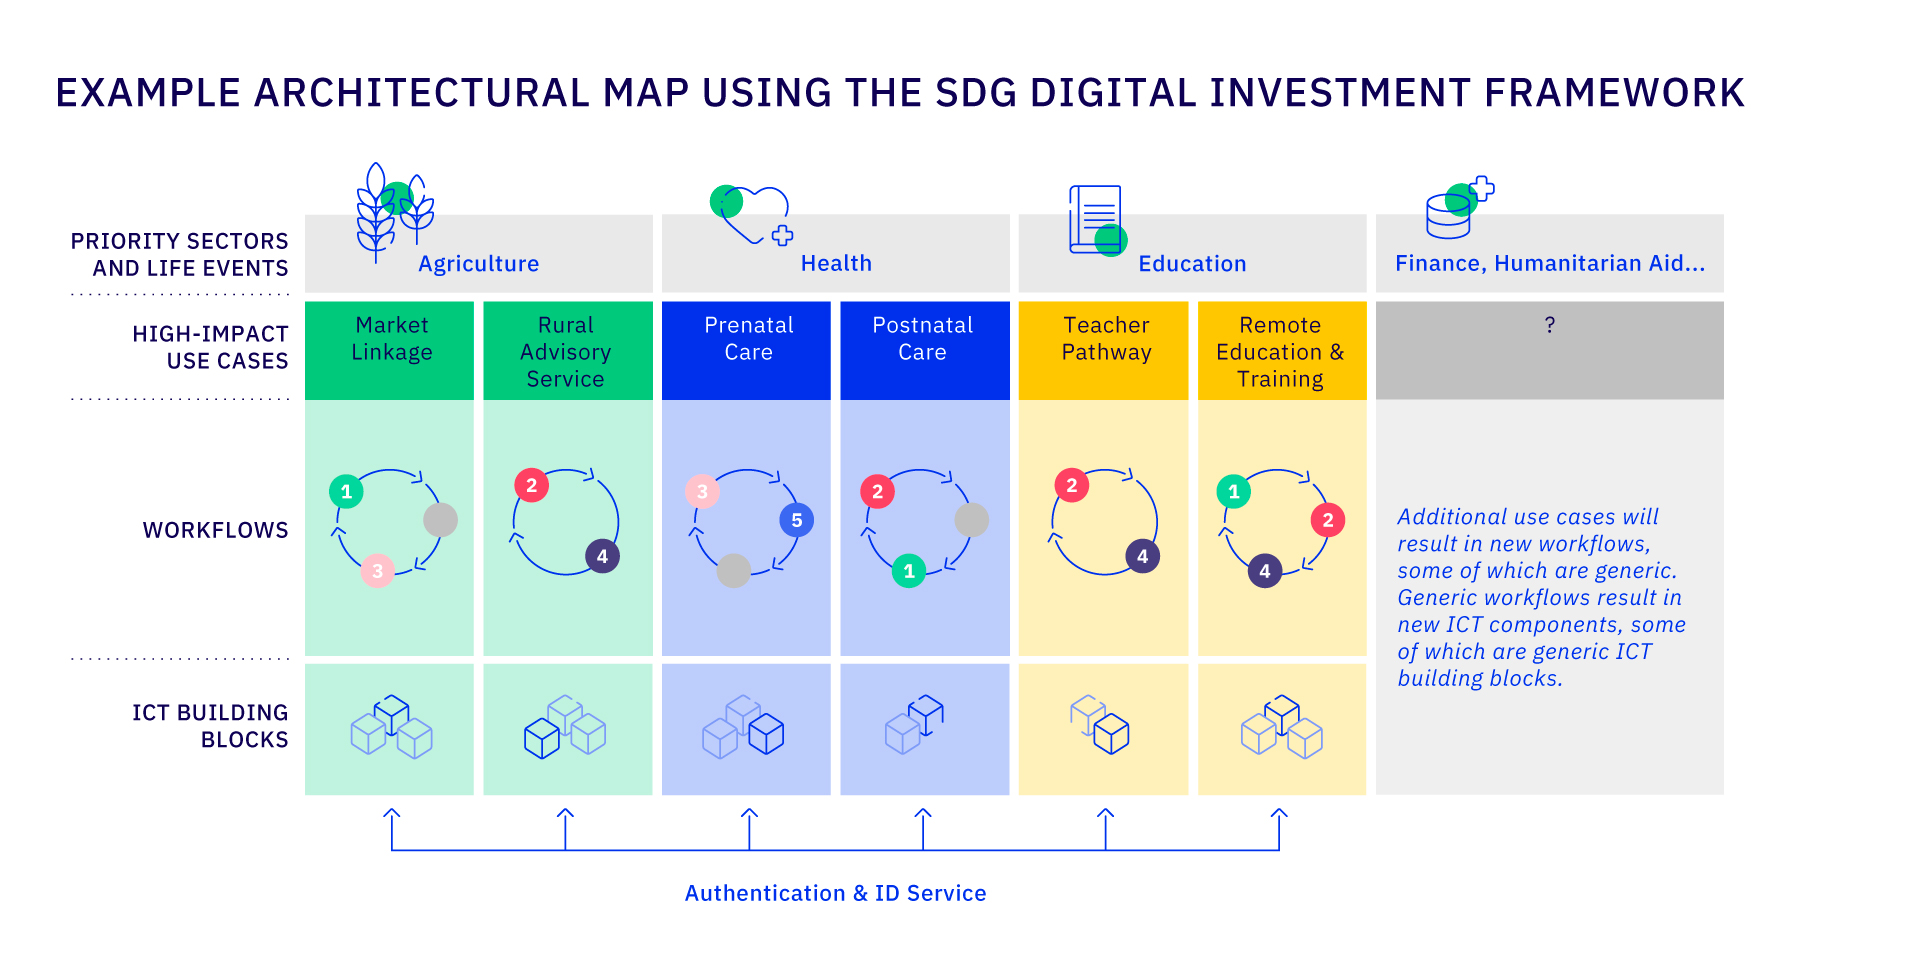 EXAMPLE ARCHITECTURAL MAP USING THE SDG DIGITAL INVESTMENT FRAMEWORK
PRIORITY SECTORS
AND LIFE EVENTS
Agriculture
Health
Education
Finance, Humanitarian Aid...
HIGH-IMPACT
USE CASES
Market
Linkage
Rural
Advisory
Service
Prenatal
Care
Postnatal
Care
Teacher
Pathway
Remote
Education &
Training
?
WORKFLOWS
1
3
2
4
3
5
2
1
2
4
1
2
4
Additional use cases will
result in new workflows,
some of which are generic.
Generic workflows result in
new ICT components, some
of which are generic ICT
building blocks.
ICT BUILDING
BLOCKS
Authentication & ID Service